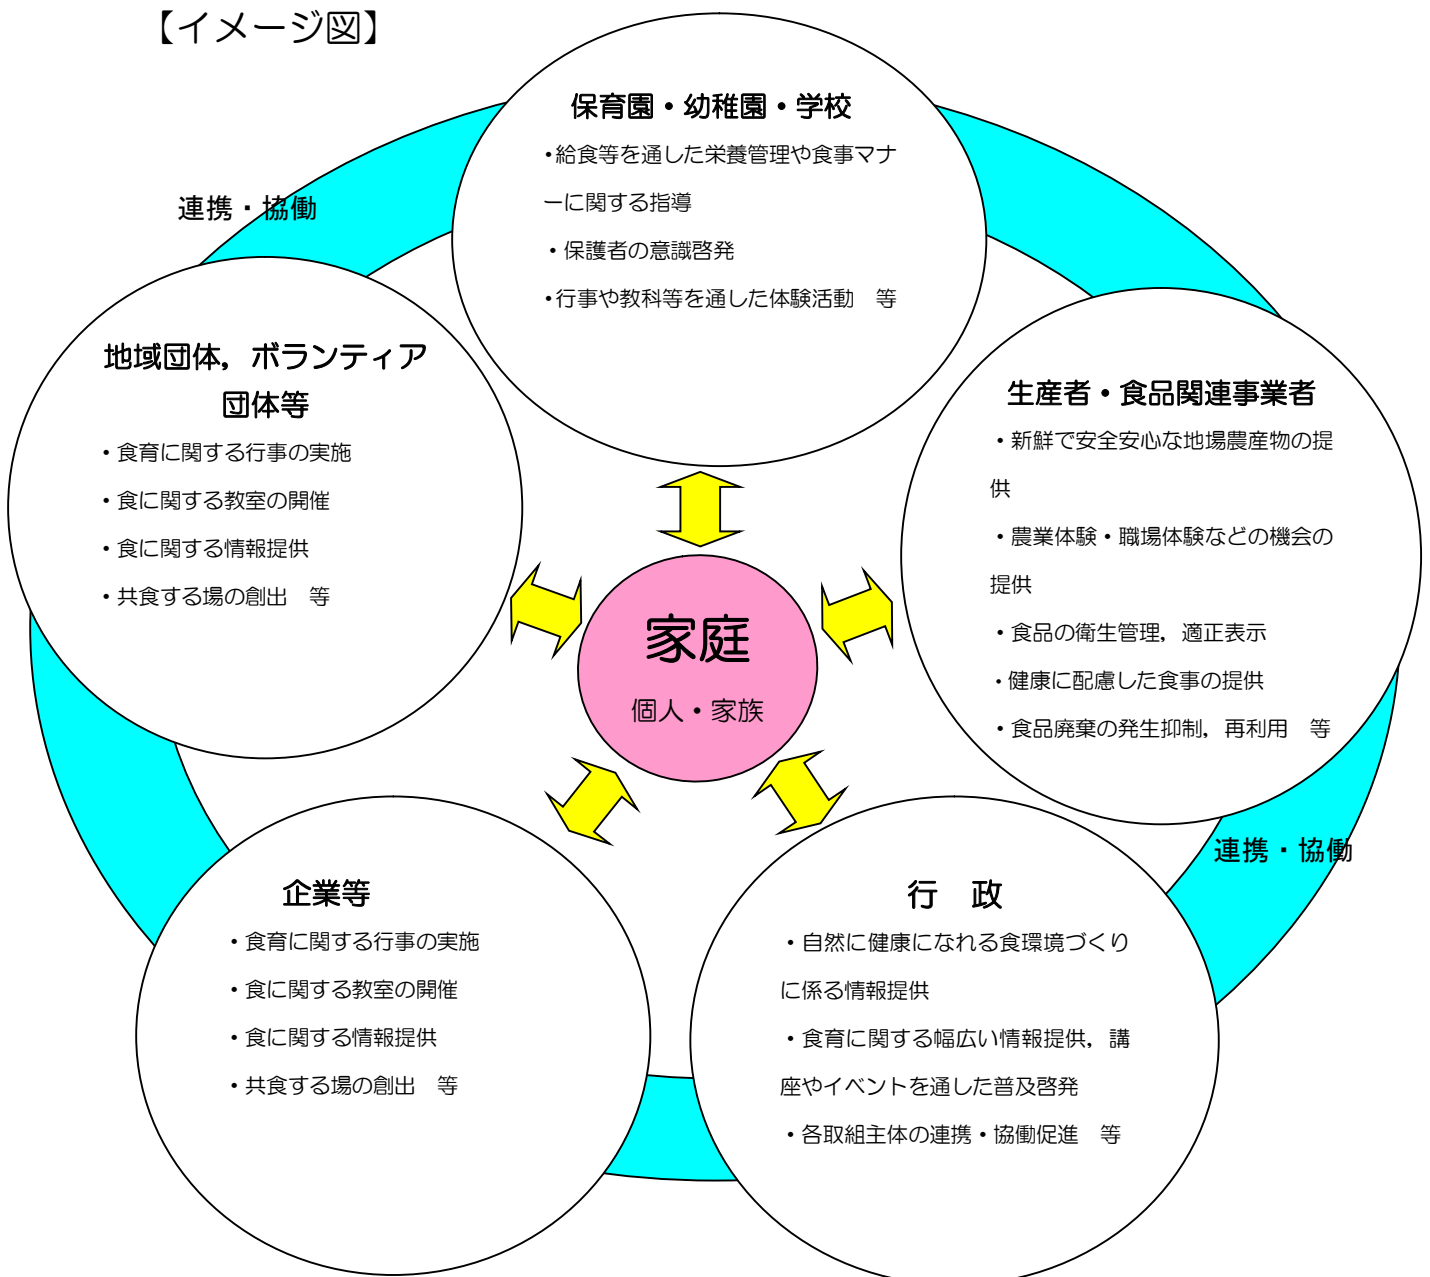 【イメージ図】
保育園・幼稚園・学校
・給食等を通した栄養管理や食事マナ
ーに関する指導
・保護者の意識啓発
・行事や教科等を通した体験活動　等
連携・協働
地域団体，ボランティア
団体等
・食育に関する行事の実施
・食に関する教室の開催
・食に関する情報提供
・共食する場の創出　等
生産者・食品関連事業者
・新鮮で安全安心な地場農産物の提
供
・農業体験・職場体験などの機会の
提供
・食品の衛生管理，適正表示
・健康に配慮した食事の提供
・食品廃棄の発生抑制，再利用　等
家庭
個人・家族
連携・協働
企業等
・食育に関する行事の実施
・食に関する教室の開催
・食に関する情報提供
・共食する場の創出　等
行　政
・自然に健康になれる食環境づくり
に係る情報提供
・食育に関する幅広い情報提供，講
座やイベントを通した普及啓発
・各取組主体の連携・協働促進　等